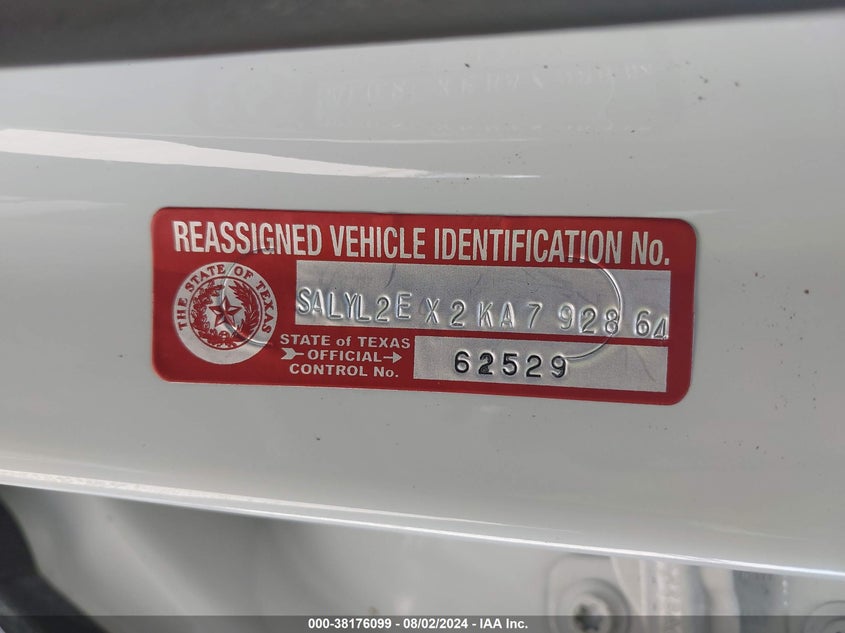 REASSIGNED VEHICLE IDENTIFICATION No.
THE STATE OF TEXAS
SALYL2EX2KA792864
STATE of TEXAS
OFFICIAL
CONTROL No.
62529
000-38176099 - 08/02/2024 - IAA Inc.